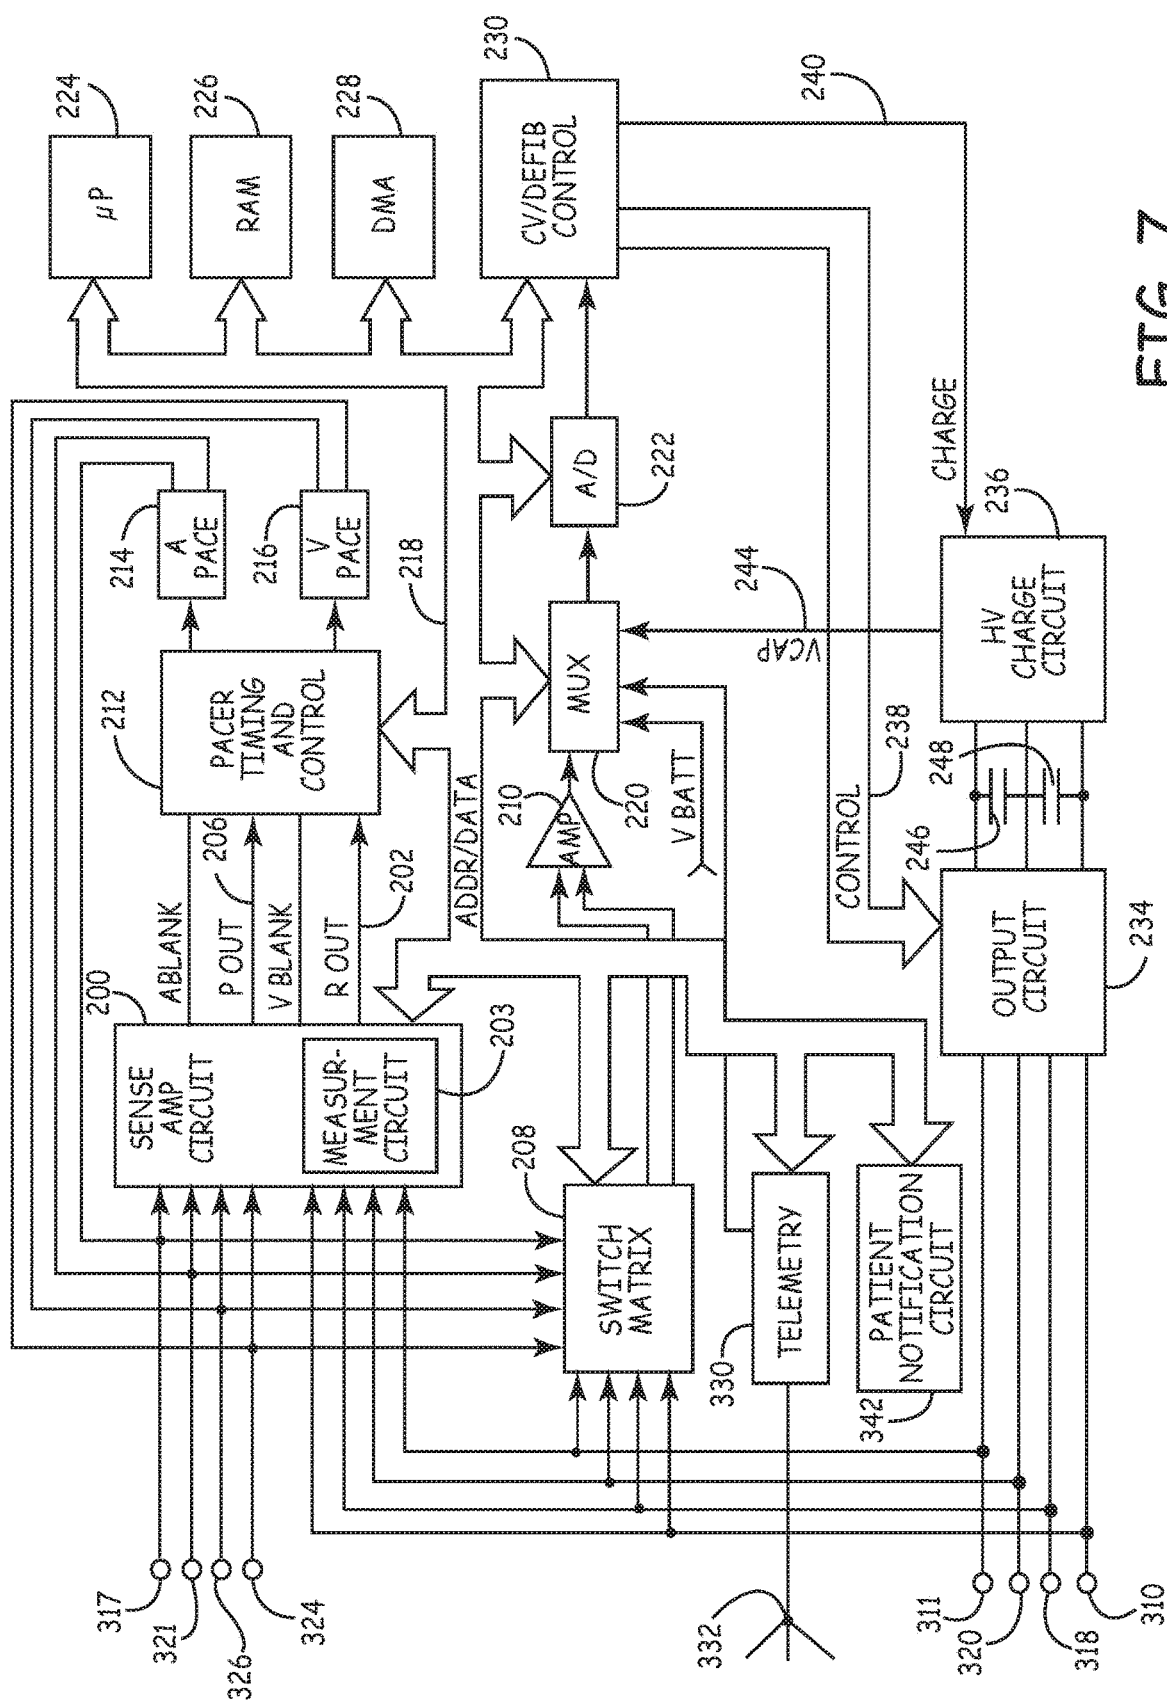 317
321
326
324
332
311
320
318
310
330
342
SENSE
AMP
CIRCUIT
200
MEASUR-
MENT
CIRCUIT
203
SWITCH
MATRIX
208
TELEMETRY
PATIENT
NOTIFICATION
CIRCUIT
ABLANK
P OUT
206
V BLANK
R OUT
202
ADDR/DATA
PACER
TIMING
AND
CONTROL
212
A
PACE
214
V
PACE
216
218
AMP
210
V BATT
MUX
220
A/D
222
VCAP
244
OUTPUT
CIRCUIT
234
CONTROL
238
246
248
HV
CHARGE
CIRCUIT
236
CHARGE
240
µP
224
RAM
226
DMA
228
CV/DEFIB
CONTROL
230
FIG. 7